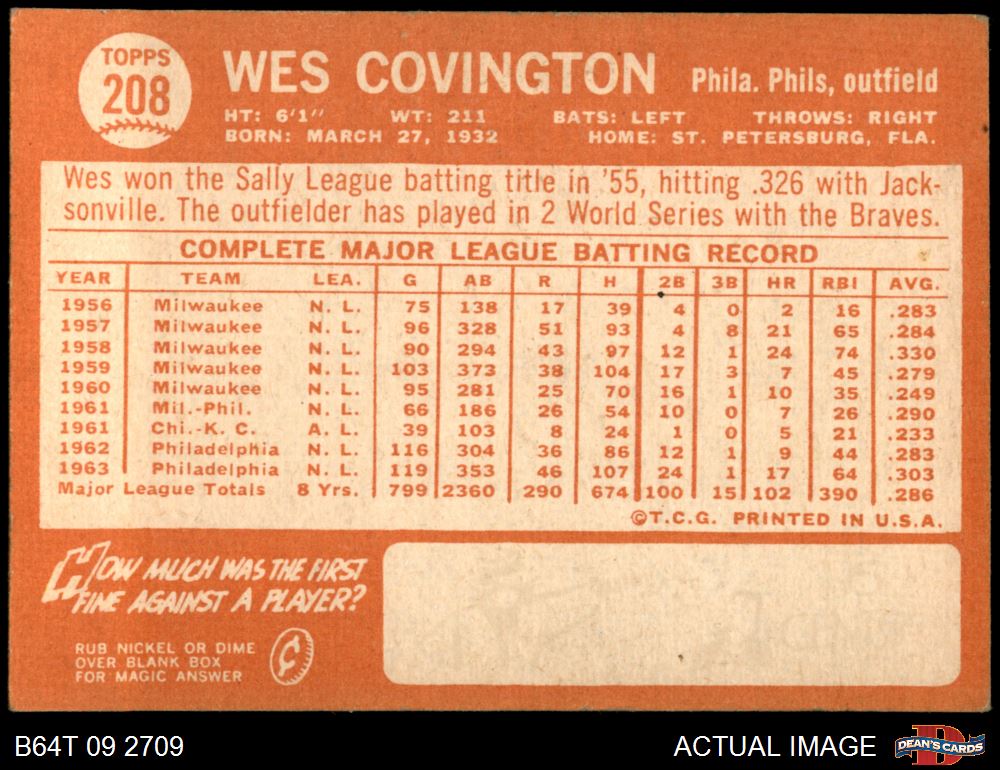 TOPPS
208
WES COVINGTON Phila. Phils, outfield
HT: 6'1" WT: 211 BATS: LEFT THROWS: RIGHT
BORN: MARCH 27, 1932 HOME: ST. PETERSBURG, FLA.
Wes won the Sally League batting title in '55, hitting .326 with Jack-
sonville. The outfielder has played in 2 World Series with the Braves.
COMPLETE MAJOR LEAGUE BATTING RECORD
YEAR TEAM LEA. G AB R H 2B 3B HR RBI AVG.
1956 Milwaukee N. L. 75 138 17 39 4 0 2 16 .283
1957 Milwaukee N. L. 96 328 51 93 4 8 21 65 .284
1958 Milwaukee N. L. 90 294 43 97 12 1 24 74 .330
1959 Milwaukee N. L. 103 373 38 104 17 3 7 45 .279
1960 Milwaukee N. L. 95 281 25 70 16 1 10 35 .249
1961 Mil.-Phil. N. L. 66 186 26 54 10 0 7 26 .290
1961 Chi.-K. C. A. L. 39 103 8 24 1 0 5 21 .233
1962 Philadelphia N. L. 116 304 36 86 12 1 9 44 .283
1963 Philadelphia N. L. 119 353 46 107 24 1 17 64 .303
Major League Totals 8 Yrs. 799 2360 290 674 100 15 102 390 .286
©T.C.G. PRINTED IN U.S.A.
HOW MUCH WAS THE FIRST
FINE AGAINST A PLAYER?
RUB NICKEL OR DIME
OVER BLANK BOX
FOR MAGIC ANSWER
¢
B64T 09 2709 ACTUAL IMAGE D DEAN'S CARDS